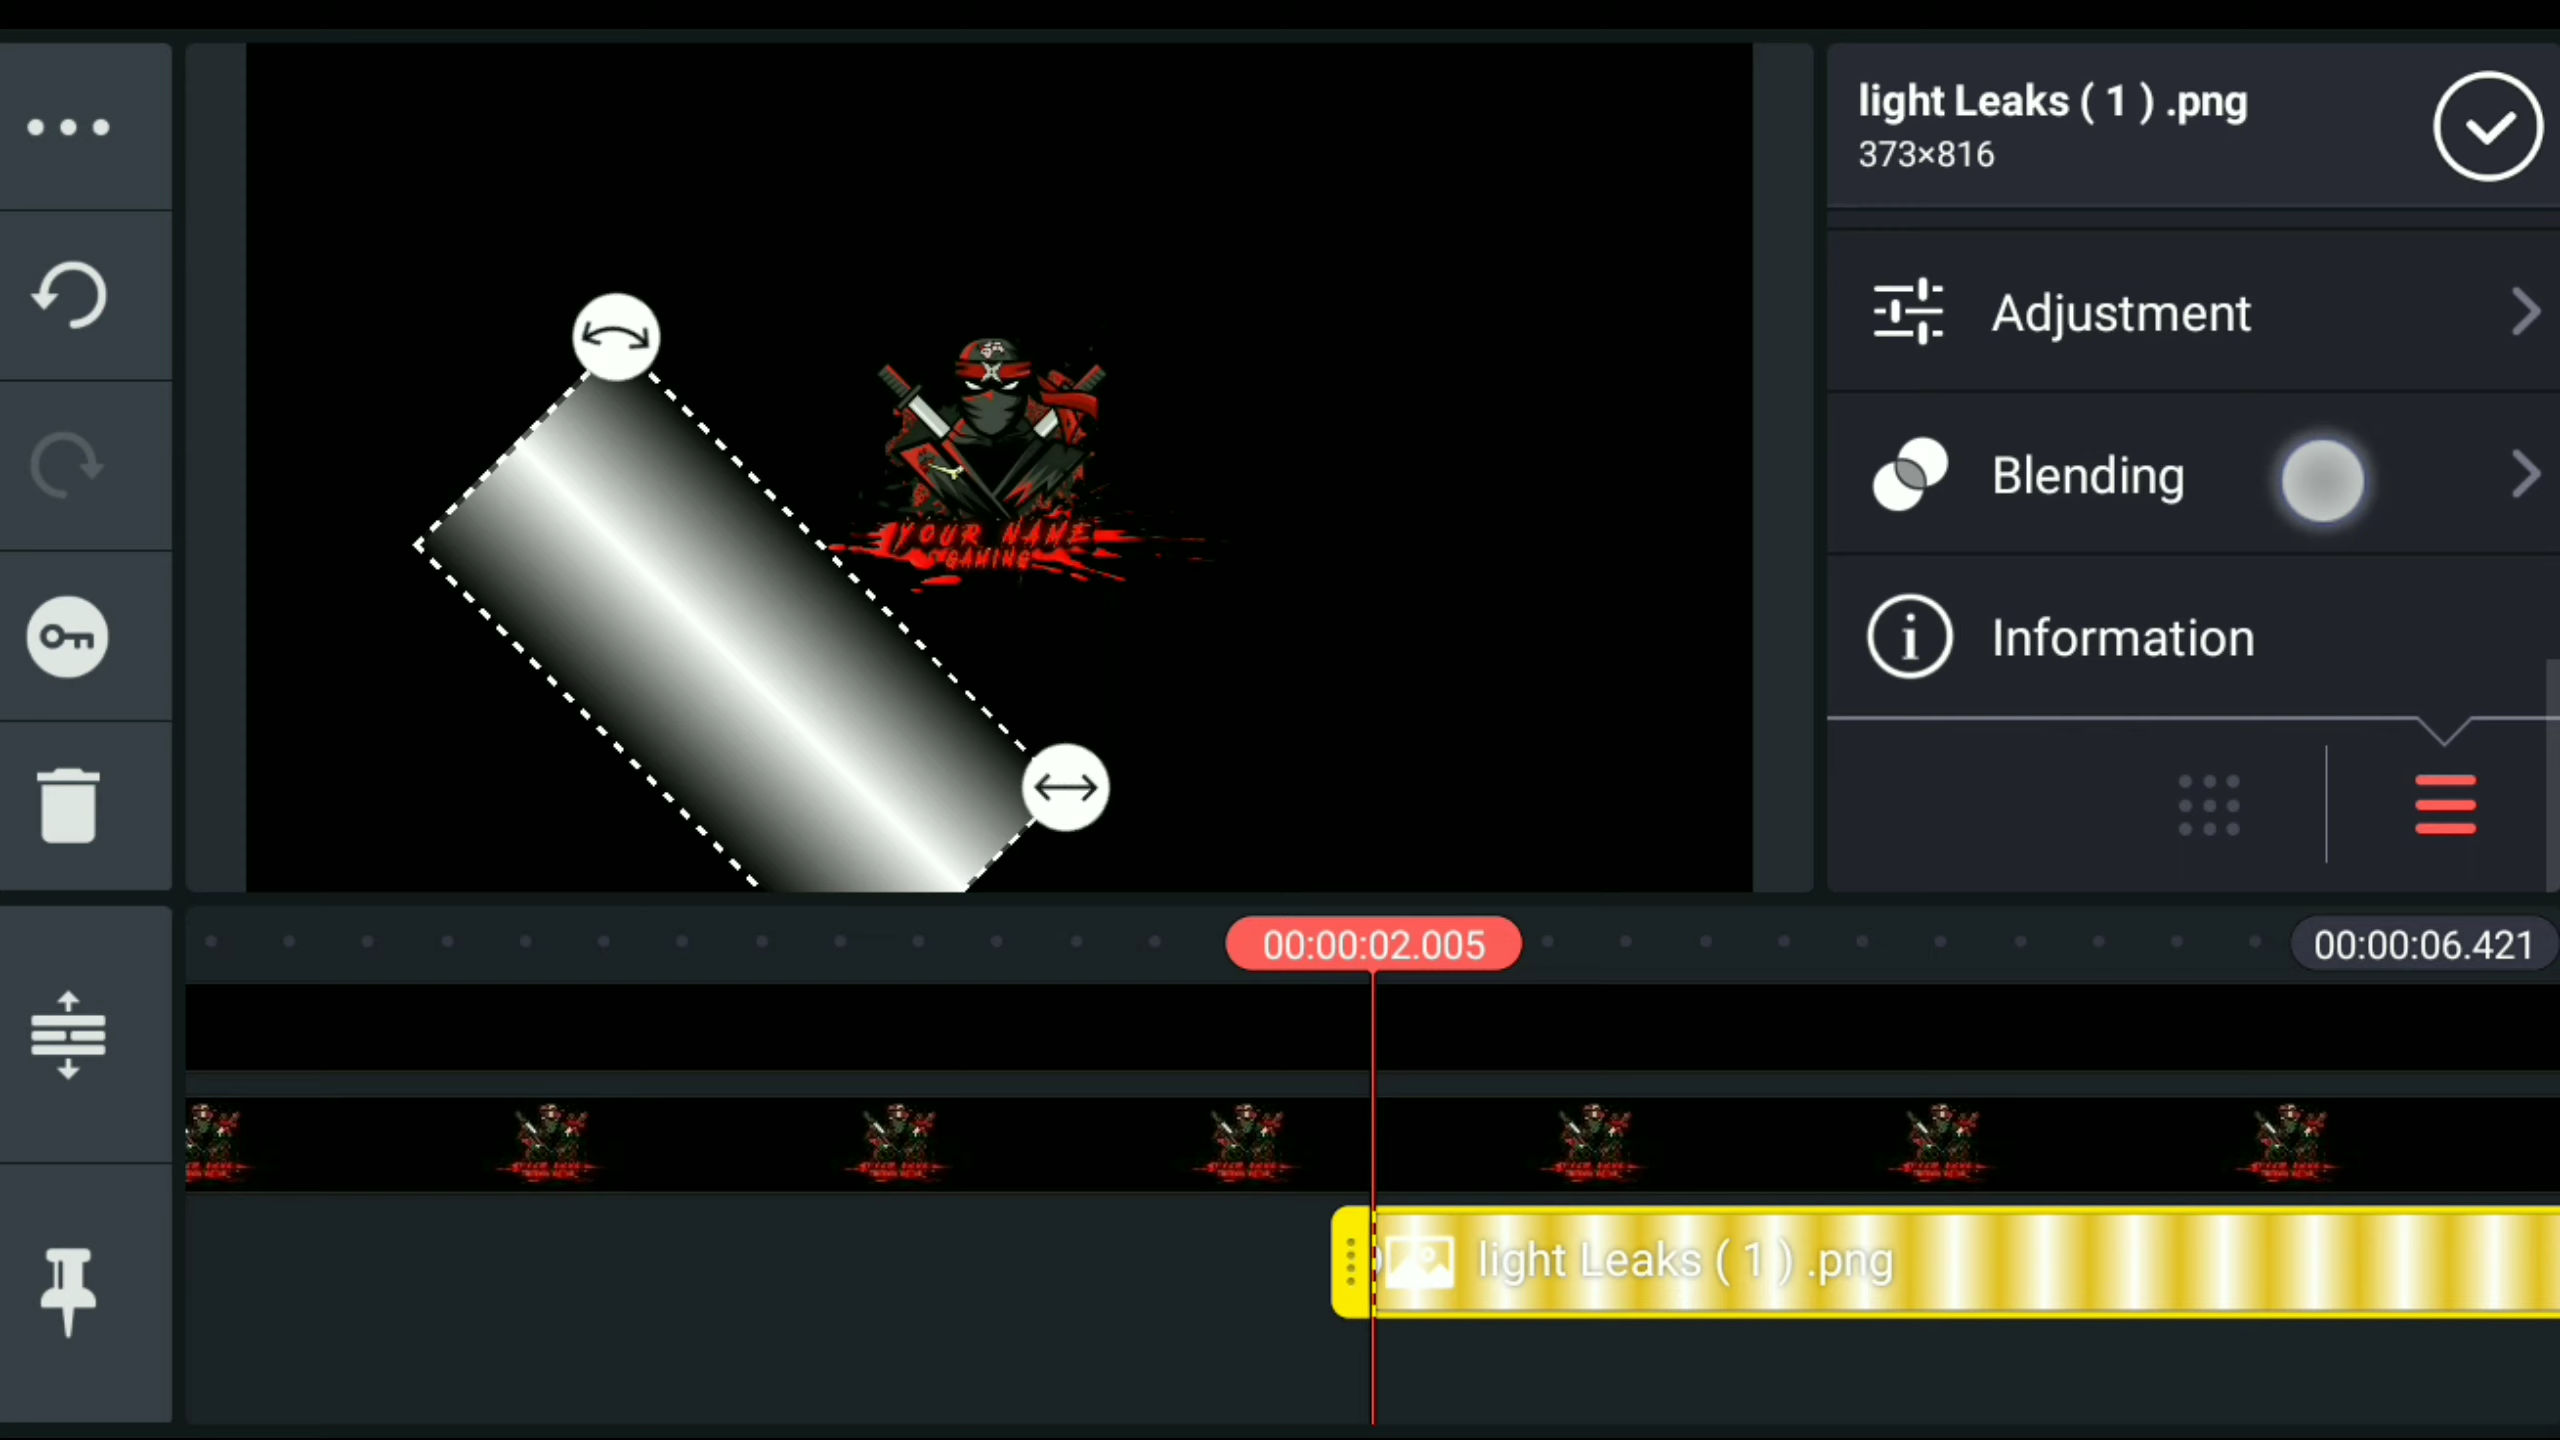 light Leaks ( 1 ) .png
373×816
Adjustment
Blending
Information
YOUR NAME
GAMING
00:00:02.005
00:00:06.421
light Leaks ( 1 ) .png